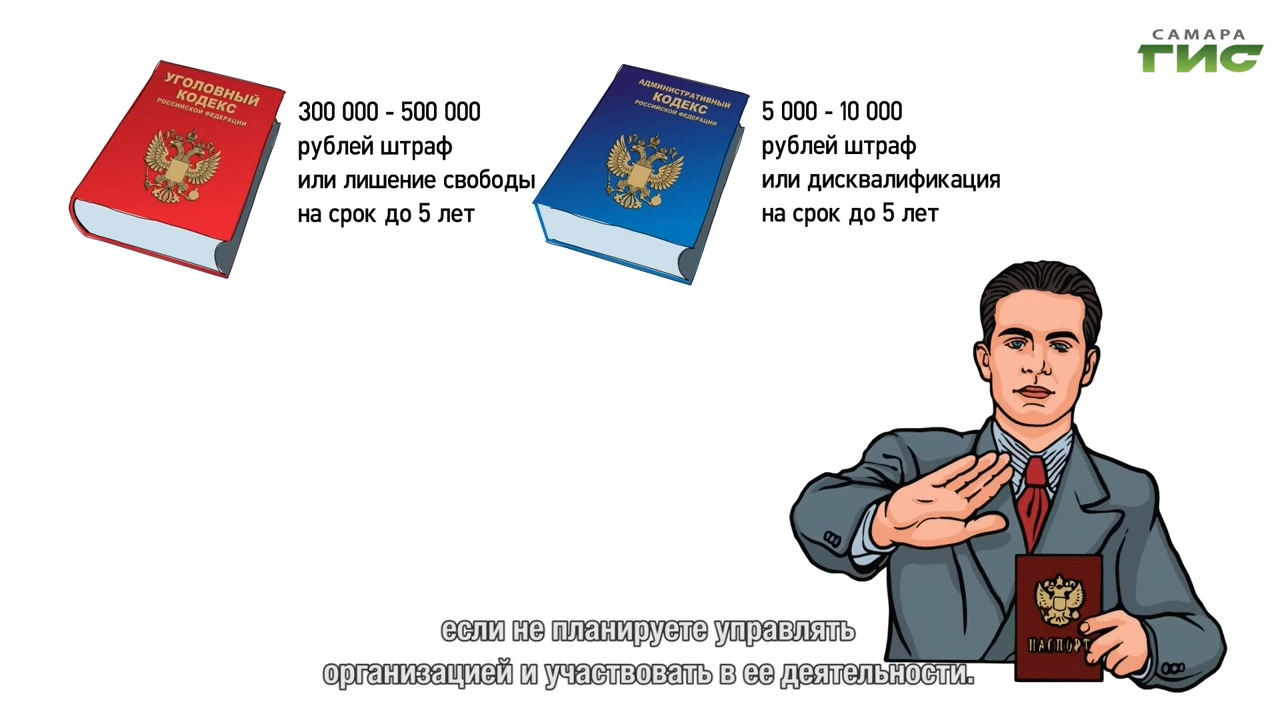 САМАРА
ГИС
УГОЛОВНЫЙ
КОДЕКС
РОССИЙСКОЙ ФЕДЕРАЦИИ
300 000 - 500 000
рублей штраф
или лишение свободы
на срок до 5 лет
АДМИНИСТРАТИВНЫЙ
КОДЕКС
РОССИЙСКОЙ ФЕДЕРАЦИИ
5 000 - 10 000
рублей штраф
или дисквалификация
на срок до 5 лет
ПАСПОРТ
если не планируете управлять
организацией и участвовать в ее деятельности.